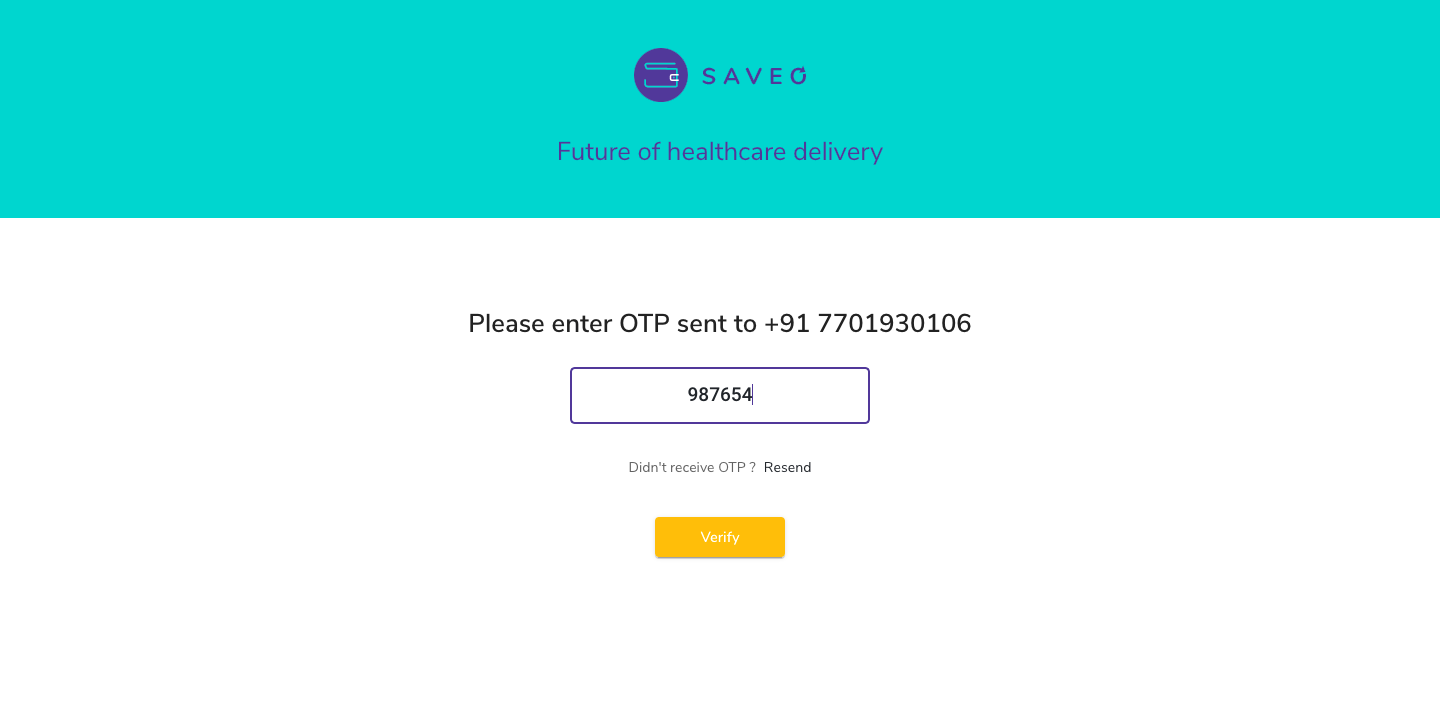 SAVEO
Future of healthcare delivery
Please enter OTP sent to +91 7701930106
987654
Didn't receive OTP ? Resend
Verify